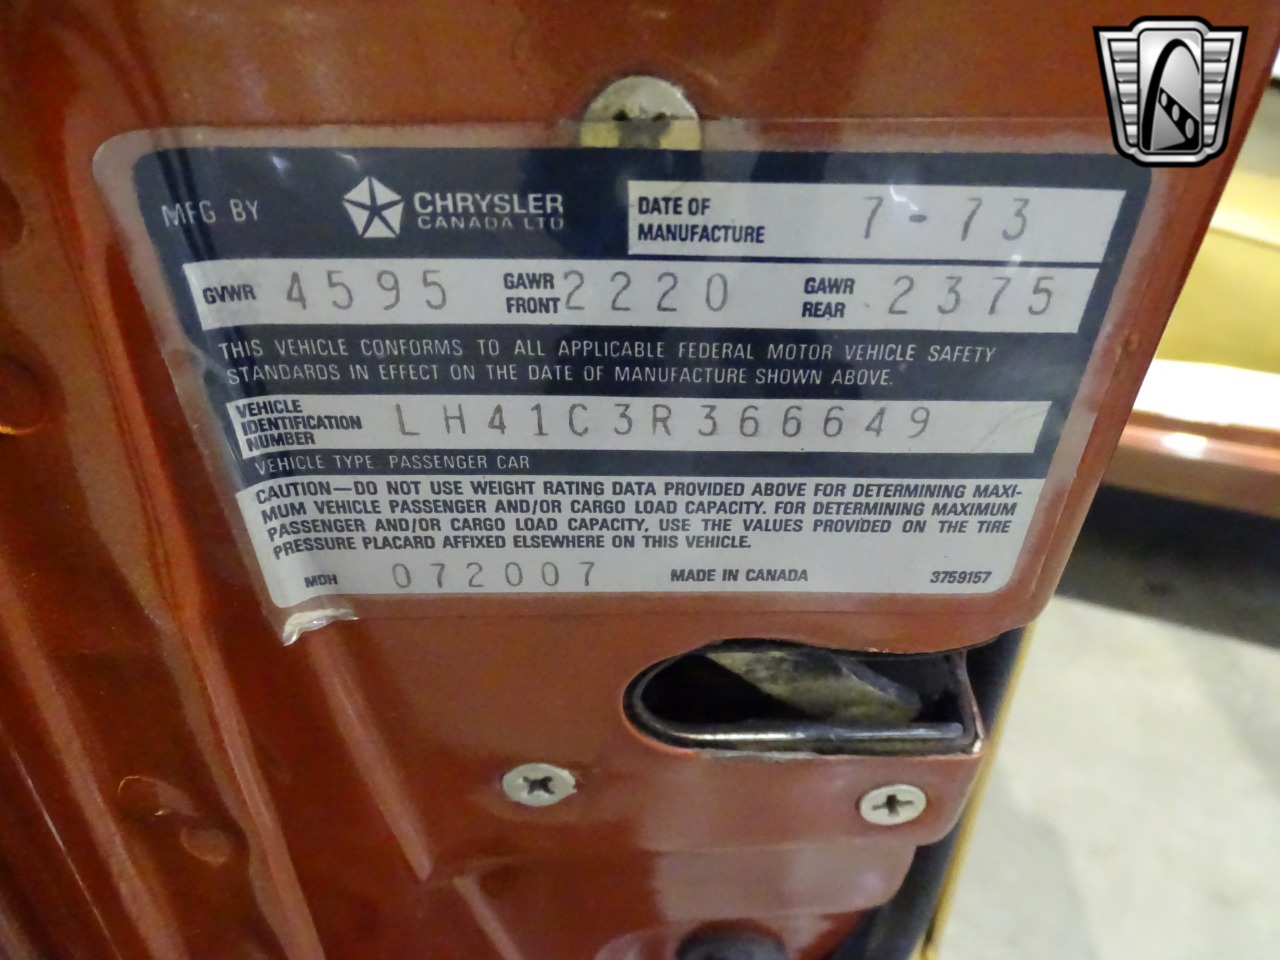 MFG BY CHRYSLER CANADA LTD DATE OF MANUFACTURE 7-73
GVWR 4595 GAWR FRONT 2220 GAWR REAR 2375
THIS VEHICLE CONFORMS TO ALL APPLICABLE FEDERAL MOTOR VEHICLE SAFETY
STANDARDS IN EFFECT ON THE DATE OF MANUFACTURE SHOWN ABOVE.
VEHICLE IDENTIFICATION NUMBER LH41C3R366649
VEHICLE TYPE PASSENGER CAR
CAUTION—DO NOT USE WEIGHT RATING DATA PROVIDED ABOVE FOR DETERMINING MAXI-
MUM VEHICLE PASSENGER AND/OR CARGO LOAD CAPACITY. FOR DETERMINING MAXIMUM
PASSENGER AND/OR CARGO LOAD CAPACITY, USE THE VALUES PROVIDED ON THE TIRE
PRESSURE PLACARD AFFIXED ELSEWHERE ON THIS VEHICLE.
MDH 072007 MADE IN CANADA 3759157